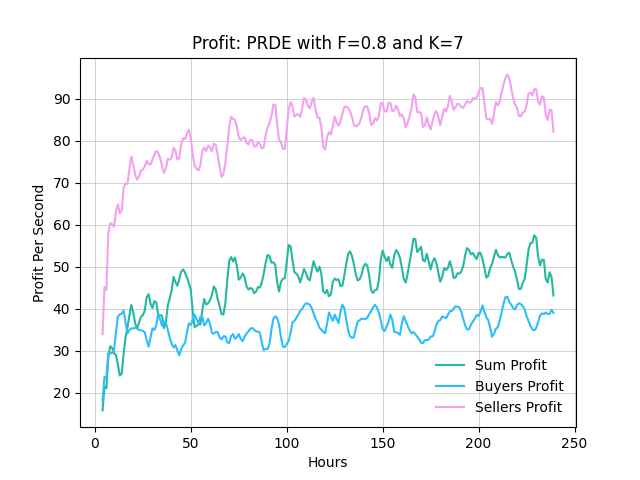 Profit: PRDE with F=0.8 and K=7
Profit Per Second
90
80
70
60
50
40
30
20
0
50
100
150
200
250
Hours
Sum Profit
Buyers Profit
Sellers Profit